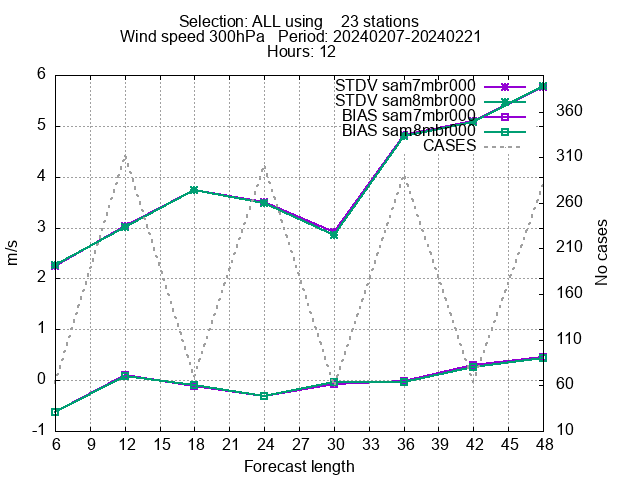 Selection: ALL using    23 stations
Wind speed 300hPa   Period: 20240207-20240221
Hours: 12
STDV sam7mbr000
STDV sam8mbr000
BIAS sam7mbr000
BIAS sam8mbr000
CASES
6
5
4
3
2
1
0
-1
m/s
360
310
260
210
160
110
60
10
No cases
6 9 12 15 18 21 24 27 30 33 36 39 42 45 48
Forecast length